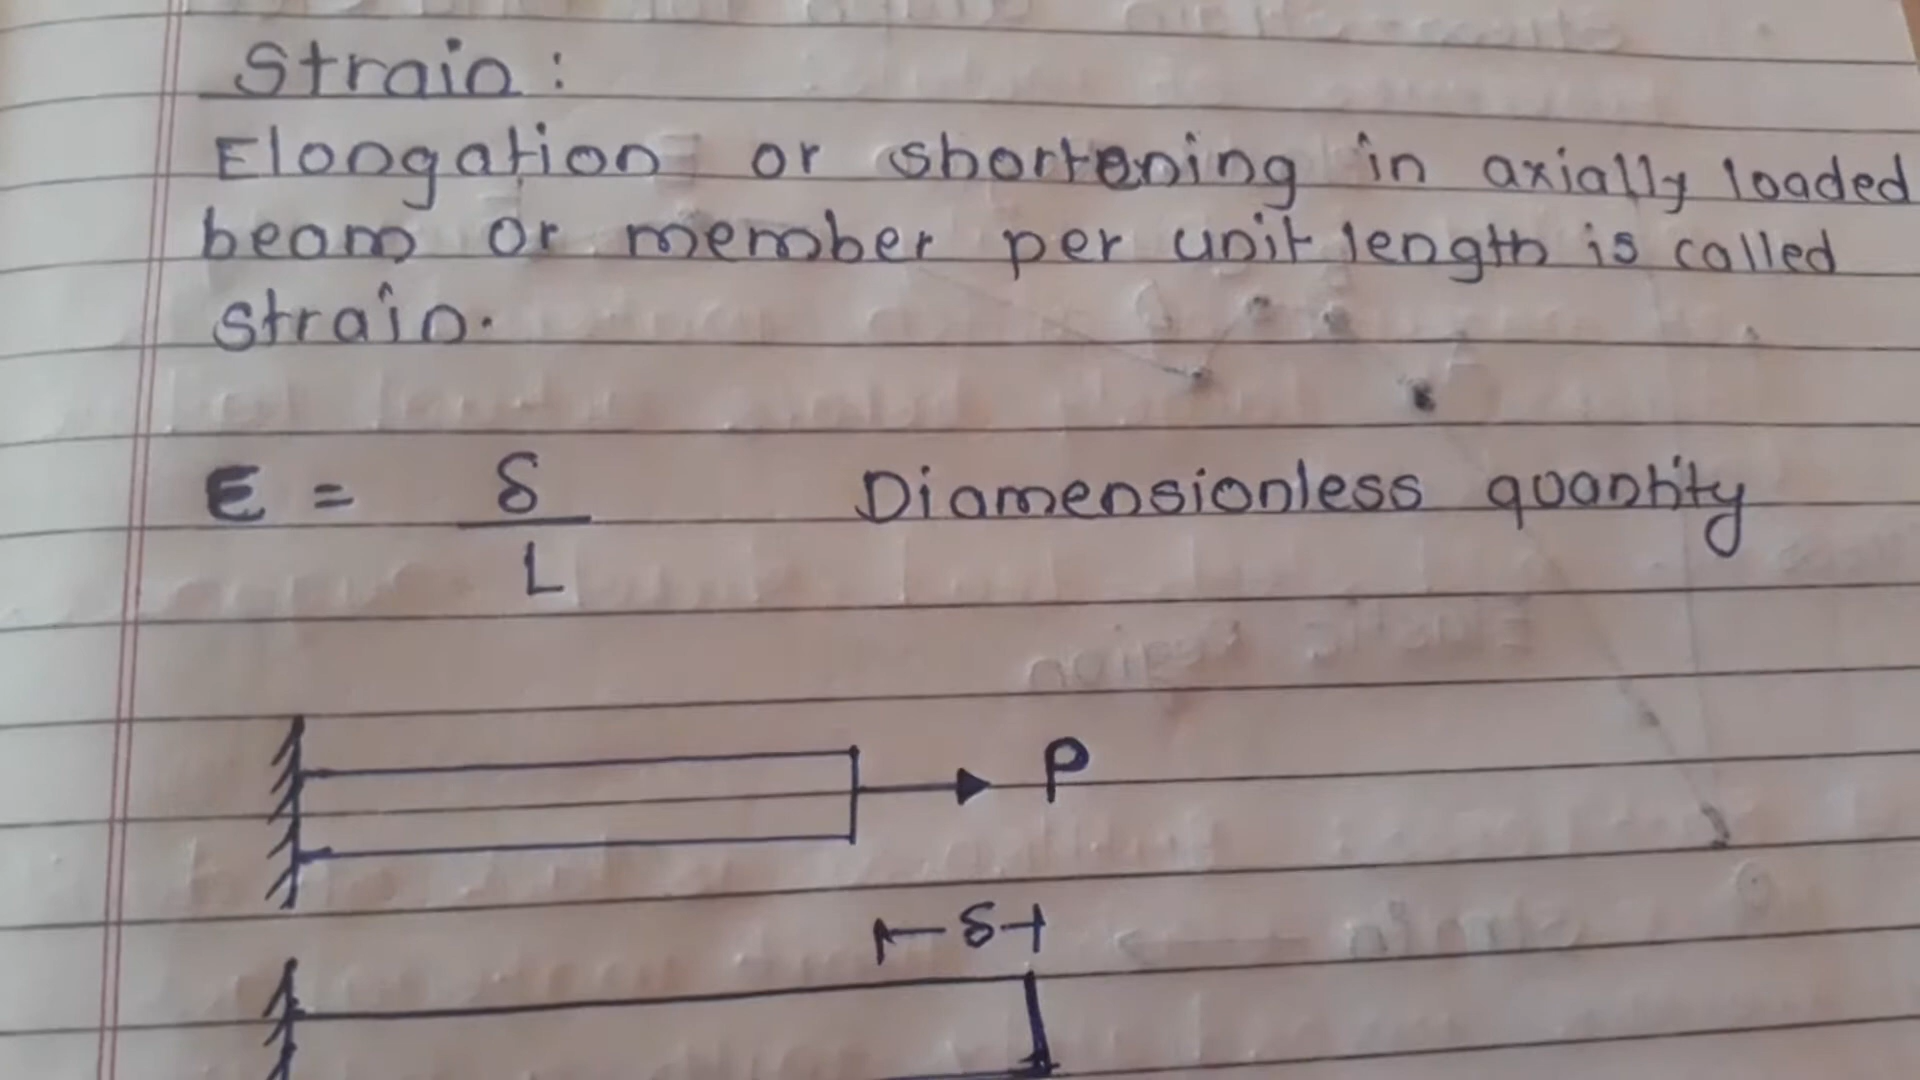 Strain :
Elongation or shortening in axially loaded
beam or member per unit length is called
strain.
ε = δ / L Diamensionless quantity
P
δ